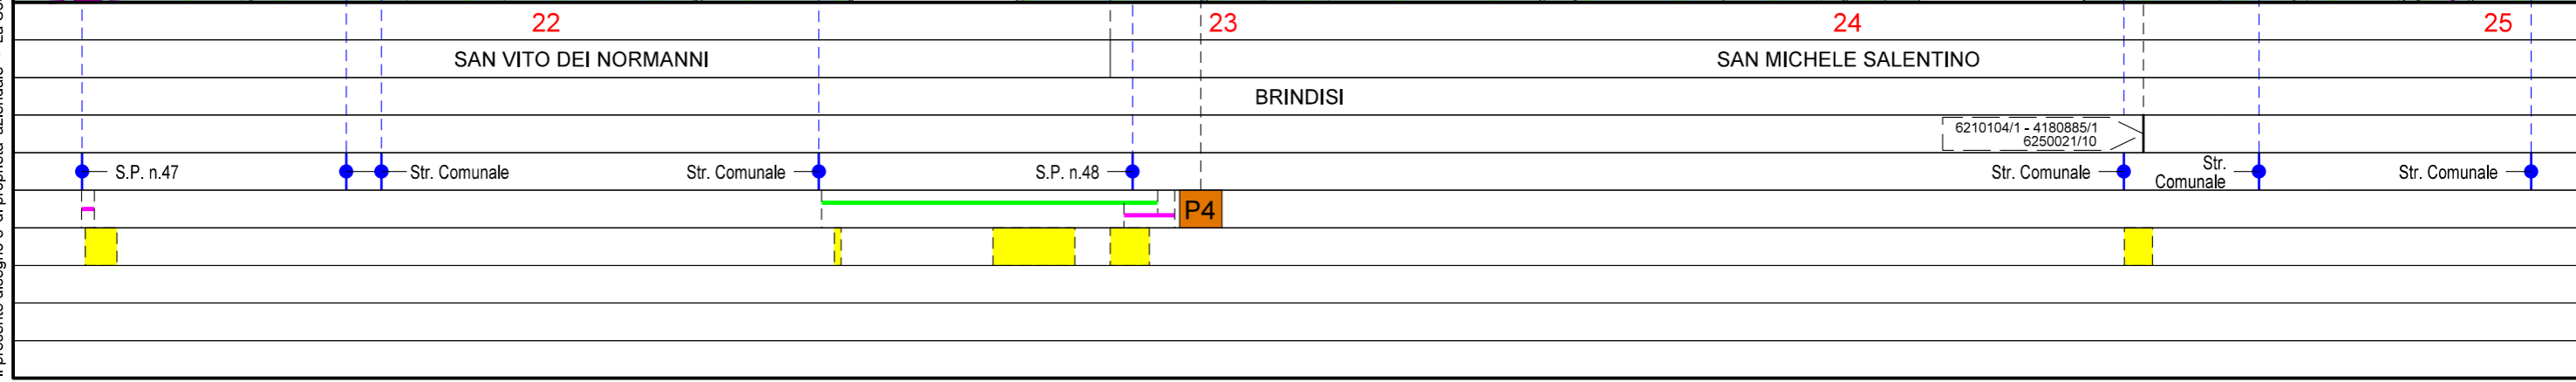 22 23 24 25
SAN VITO DEI NORMANNI SAN MICHELE SALENTINO
BRINDISI
6210104/1 - 4180885/1
6250021/10
S.P. n.47 Str. Comunale Str. Comunale S.P. n.48 Str. Comunale Str. Comunale Str. Comunale
P4